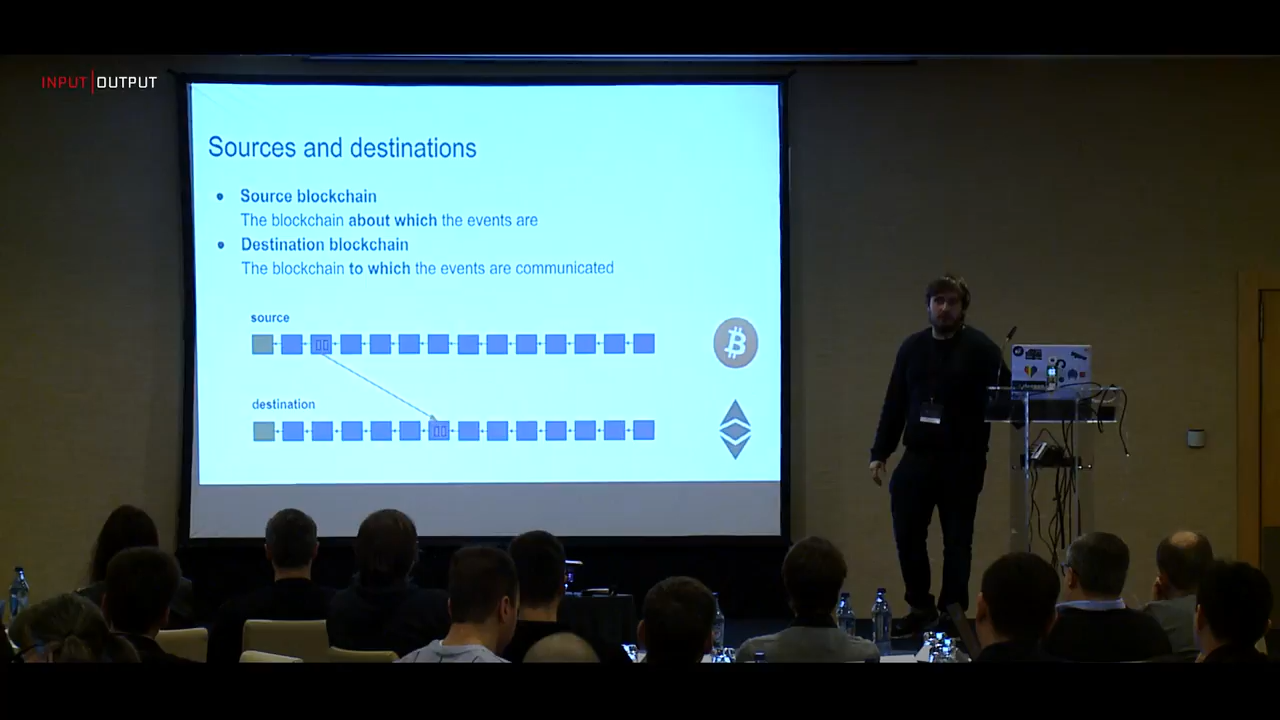 INPUT|OUTPUT
Sources and destinations
● Source blockchain
The blockchain about which the events are
● Destination blockchain
The blockchain to which the events are communicated
source
destination